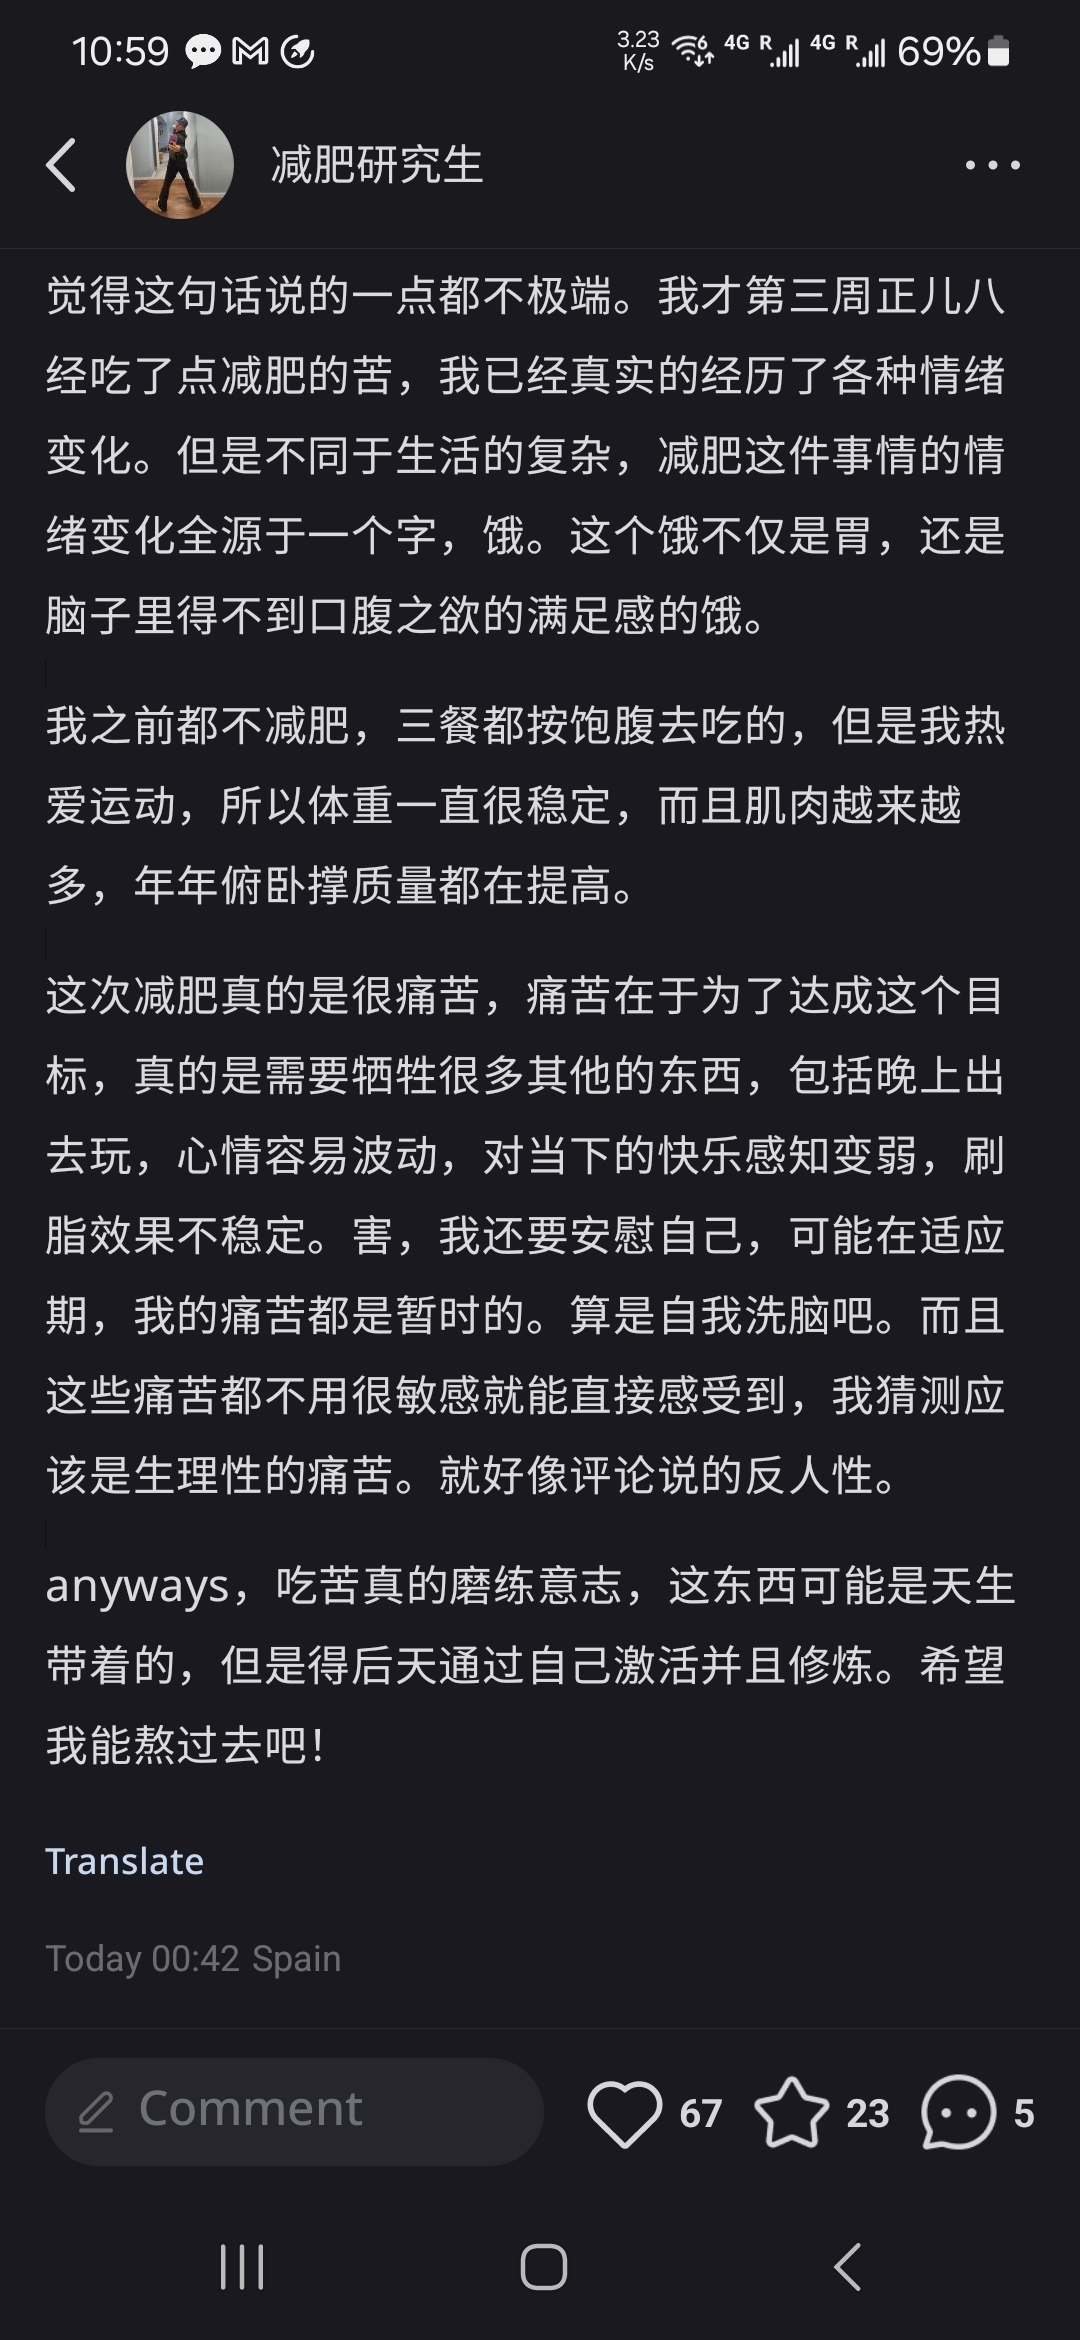 10:59
3.23 K/s
6
4G R
4G R
69%
减肥研究生
觉得这句话说的一点都不极端。我才第三周正儿八
经吃了点减肥的苦，我已经真实的经历了各种情绪
变化。但是不同于生活的复杂，减肥这件事情的情
绪变化全源于一个字，饿。这个饿不仅是胃，还是
脑子里得不到口腹之欲的满足感的饿。
我之前都不减肥，三餐都按饱腹去吃的，但是我热
爱运动，所以体重一直很稳定，而且肌肉越来越
多，年年俯卧撑质量都在提高。
这次减肥真的是很痛苦，痛苦在于为了达成这个目
标，真的是需要牺牲很多其他的东西，包括晚上出
去玩，心情容易波动，对当下的快乐感知变弱，刷
脂效果不稳定。害，我还要安慰自己，可能在适应
期，我的痛苦都是暂时的。算是自我洗脑吧。而且
这些痛苦都不用很敏感就能直接感受到，我猜测应
该是生理性的痛苦。就好像评论说的反人性。
anyways，吃苦真的磨练意志，这东西可能是天生
带着的，但是得后天通过自己激活并且修炼。希望
我能熬过去吧！
Translate
Today 00:42 Spain
Comment
67
23
5